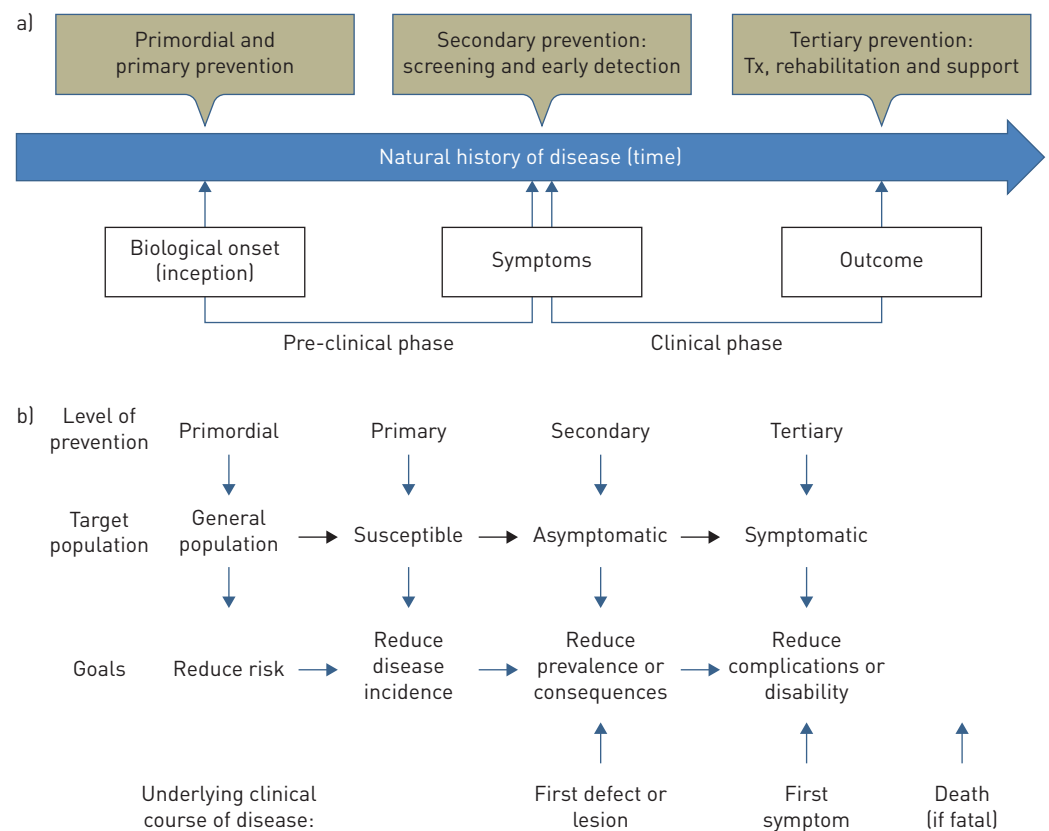 a)
Primordial and
primary prevention
Secondary prevention:
screening and early detection
Tertiary prevention:
Tx, rehabilitation and support
Natural history of disease (time)
Biological onset
(inception)
Symptoms
Outcome
Pre-clinical phase
Clinical phase
b)
Level of
prevention
Primordial
Primary
Secondary
Tertiary
Target
population
General
population
Susceptible
Asymptomatic
Symptomatic
Goals
Reduce risk
Reduce
disease
incidence
Reduce
prevalence or
consequences
Reduce
complications or
disability
Underlying clinical
course of disease:
First defect or
lesion
First
symptom
Death
(if fatal)